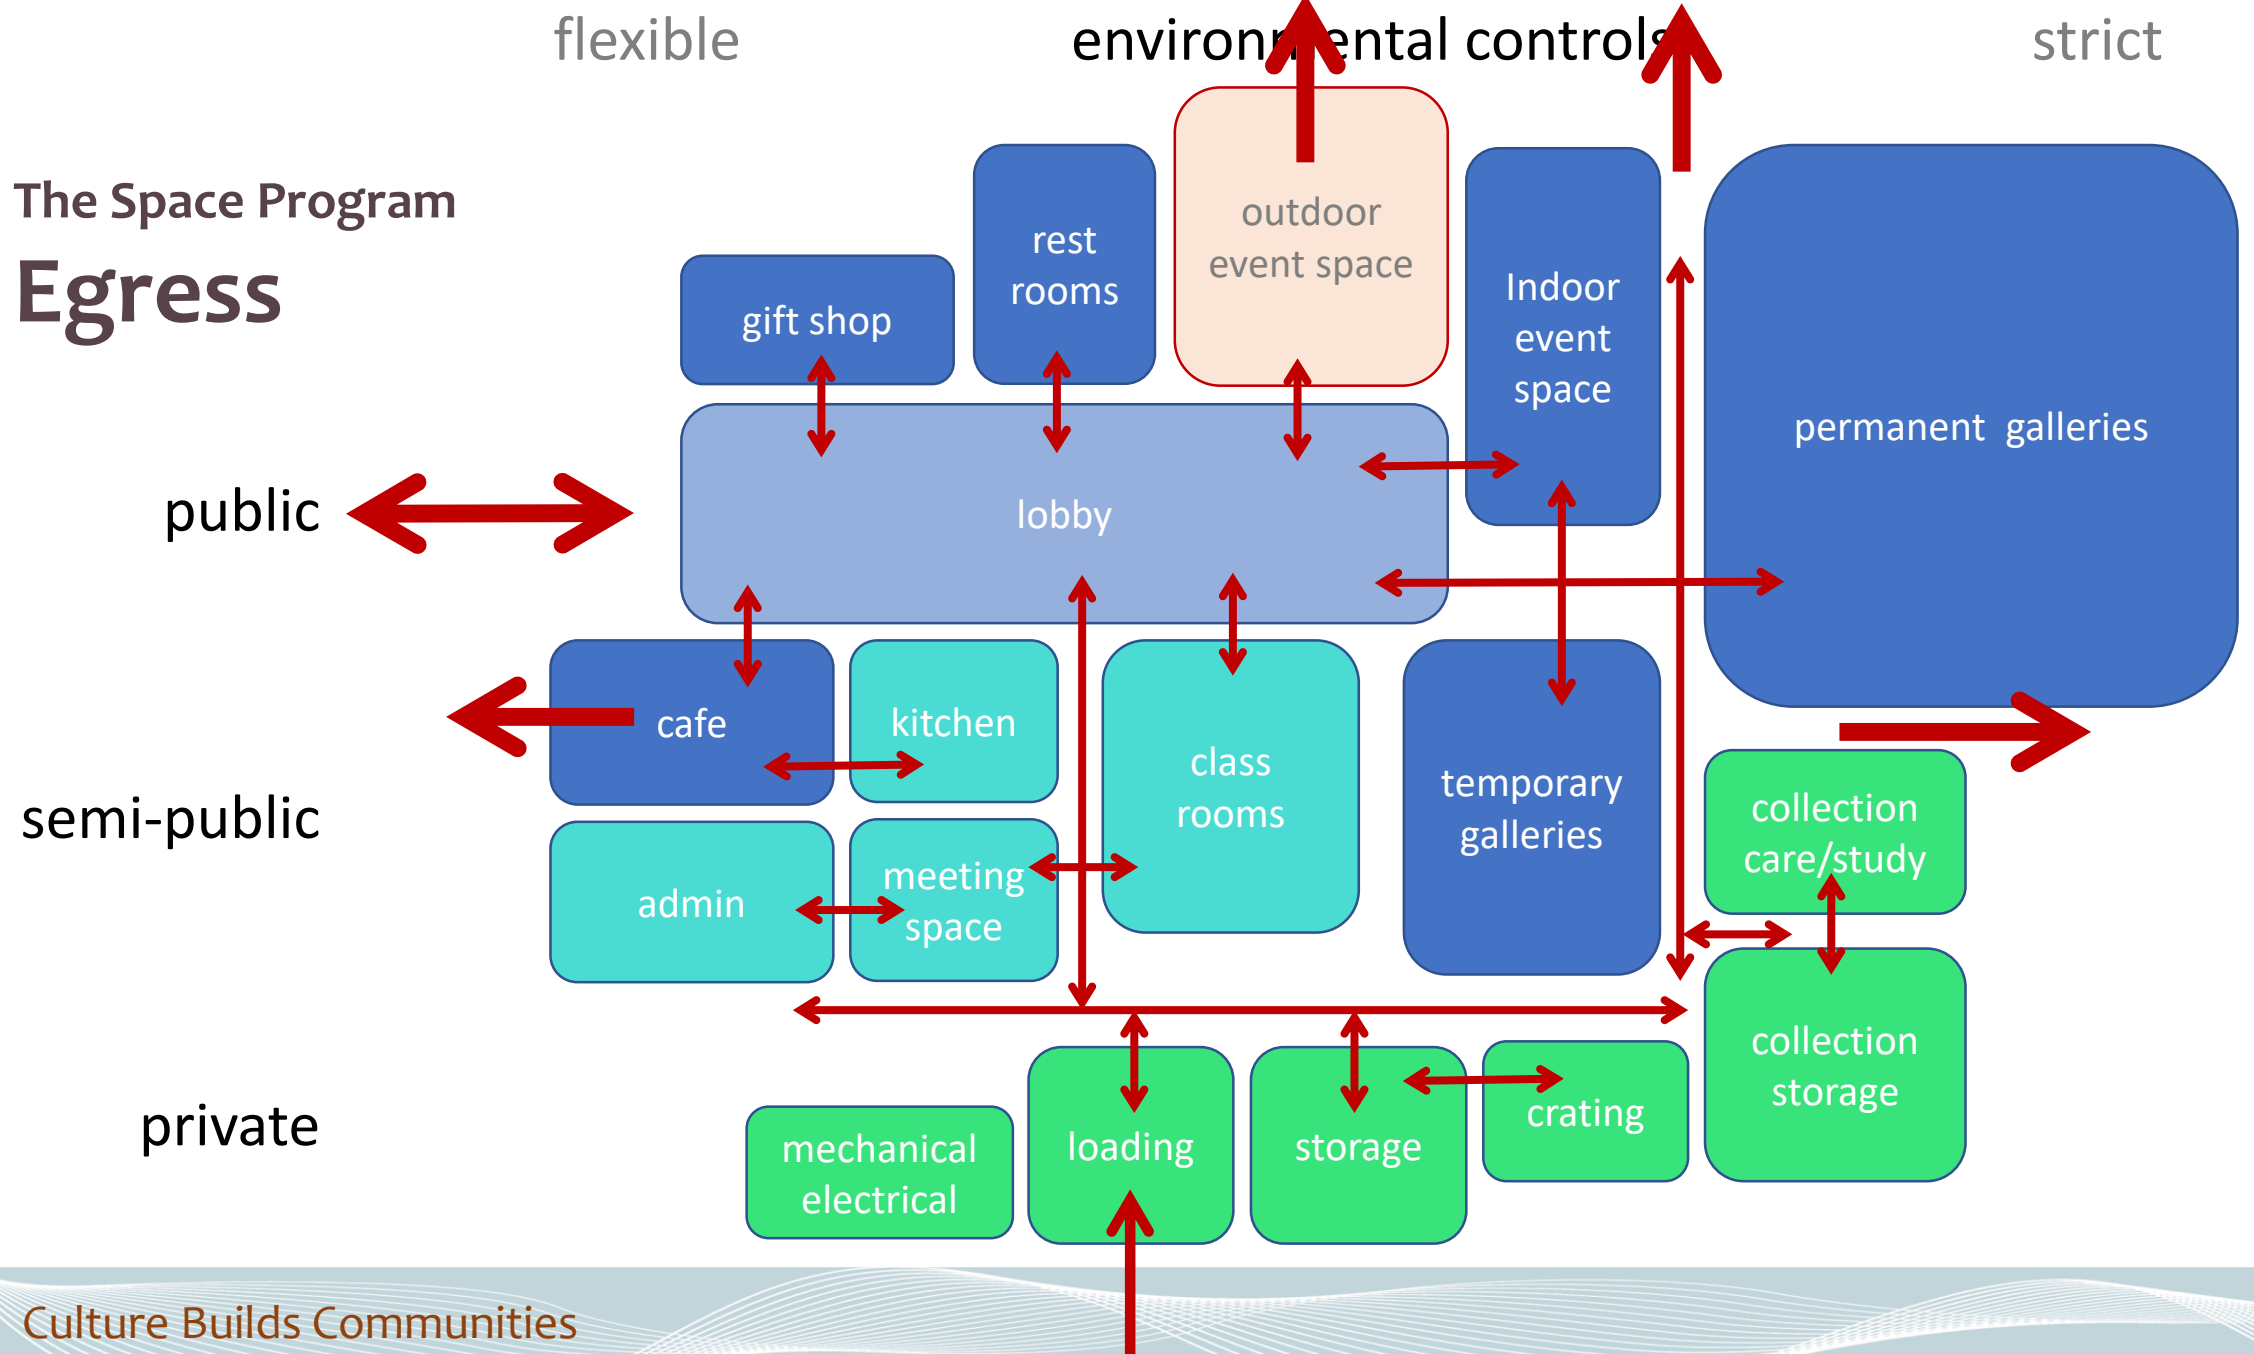 flexible
environmental controls
strict
The Space Program
Egress
rest
rooms
outdoor
event space
gift shop
Indoor
event
space
permanent galleries
public
lobby
cafe
kitchen
class
rooms
temporary
galleries
semi-public
collection
care/study
admin
meeting
space
collection
storage
private
mechanical
electrical
loading
storage
crating
Culture Builds Communities